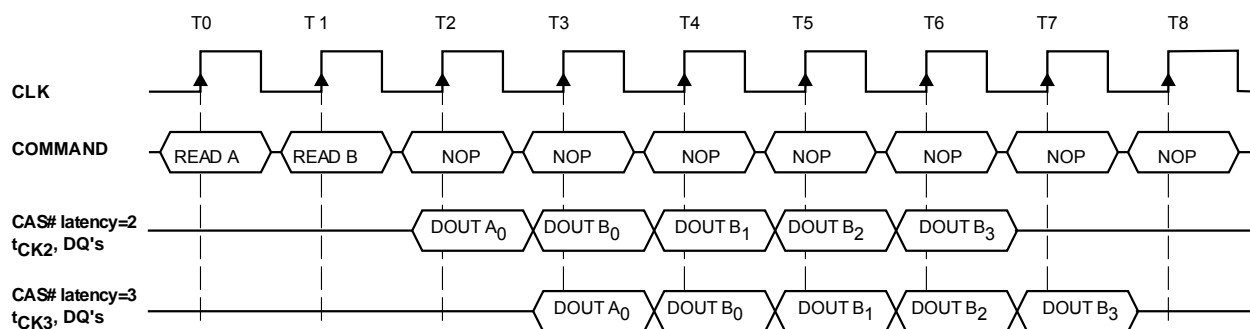 T0 T 1 T2 T3 T4 T5 T6 T7 T8
CLK
COMMAND READ A READ B NOP NOP NOP NOP NOP NOP NOP
CAS# latency=2
tCK2, DQ's DOUT A0 DOUT B0 DOUT B1 DOUT B2 DOUT B3
CAS# latency=3
tCK3, DQ's DOUT A0 DOUT B0 DOUT B1 DOUT B2 DOUT B3